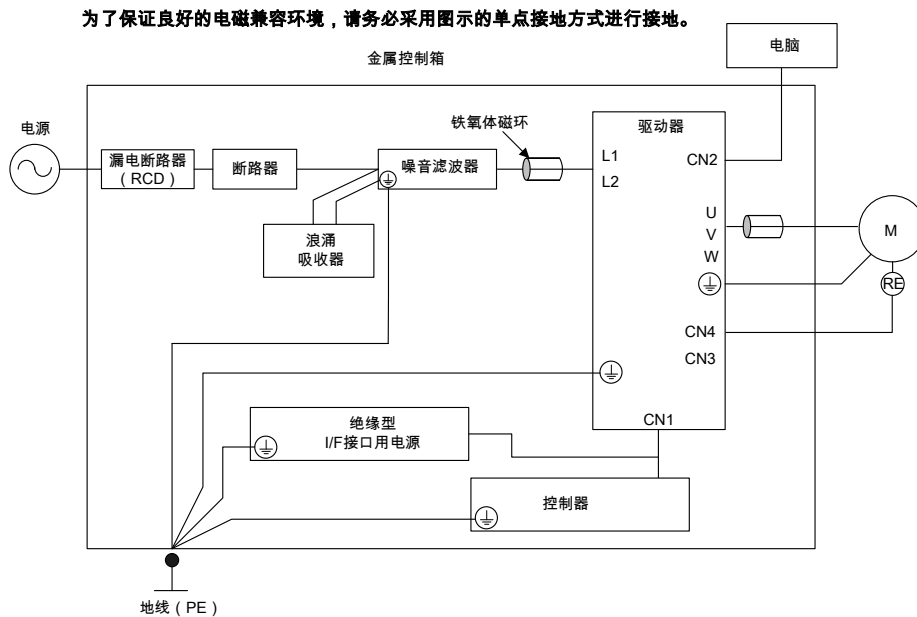 为了保证良好的电磁兼容环境，请务必采用图示的单点接地方式进行接地。
电脑
金属控制箱
电源
铁氧体磁环
驱动器
漏电断路器
（RCD）
断路器
噪音滤波器
L1
L2
CN2
浪涌
吸收器
U
V
W
M
RE
CN4
CN3
CN1
绝缘型
I/F接口用电源
控制器
地线（PE）